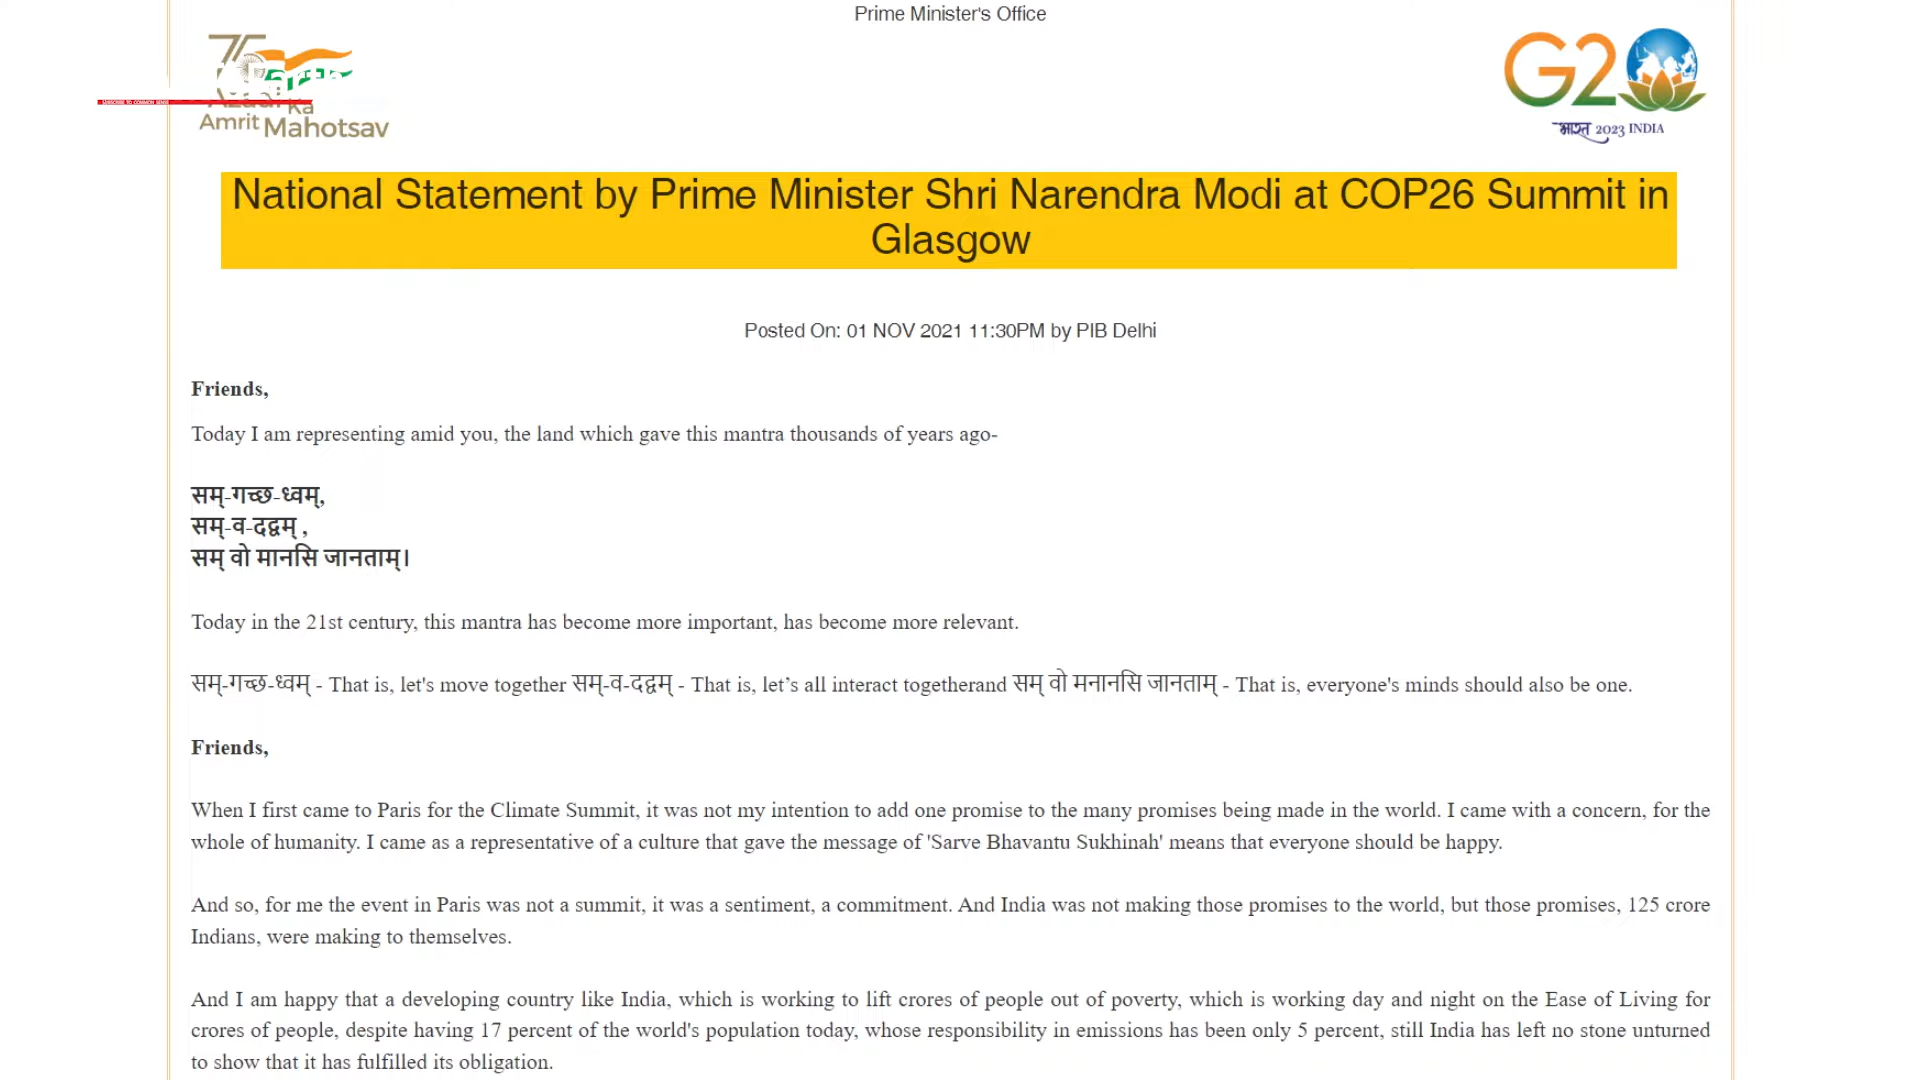 Prime Minister's Office
Ka
Amrit Mahotsav
SUBSCRIBE TO COMMON SENSE
G20
भारत 2023 INDIA
National Statement by Prime Minister Shri Narendra Modi at COP26 Summit in
Glasgow
Posted On: 01 NOV 2021 11:30PM by PIB Delhi
Friends,
Today I am representing amid you, the land which gave this mantra thousands of years ago-
सम्-गच्छ-ध्वम्,
सम्-व-दद्वम् ,
सम् वो मानसि जानताम्।
Today in the 21st century, this mantra has become more important, has become more relevant.
सम्-गच्छ-ध्वम् - That is, let's move together सम्-व-दद्वम् - That is, let’s all interact togetherand सम् वो मनानसि जानताम् - That is, everyone's minds should also be one.
Friends,
When I first came to Paris for the Climate Summit, it was not my intention to add one promise to the many promises being made in the world. I came with a concern, for the
whole of humanity. I came as a representative of a culture that gave the message of 'Sarve Bhavantu Sukhinah' means that everyone should be happy.
And so, for me the event in Paris was not a summit, it was a sentiment, a commitment. And India was not making those promises to the world, but those promises, 125 crore
Indians, were making to themselves.
And I am happy that a developing country like India, which is working to lift crores of people out of poverty, which is working day and night on the Ease of Living for
crores of people, despite having 17 percent of the world's population today, whose responsibility in emissions has been only 5 percent, still India has left no stone unturned
to show that it has fulfilled its obligation.